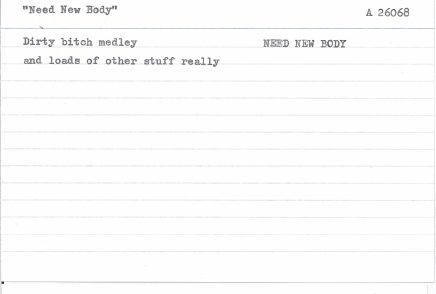 "Need New Body" A 26068
Dirty bitch medley NEED NEW BODY
and loads of other stuff really